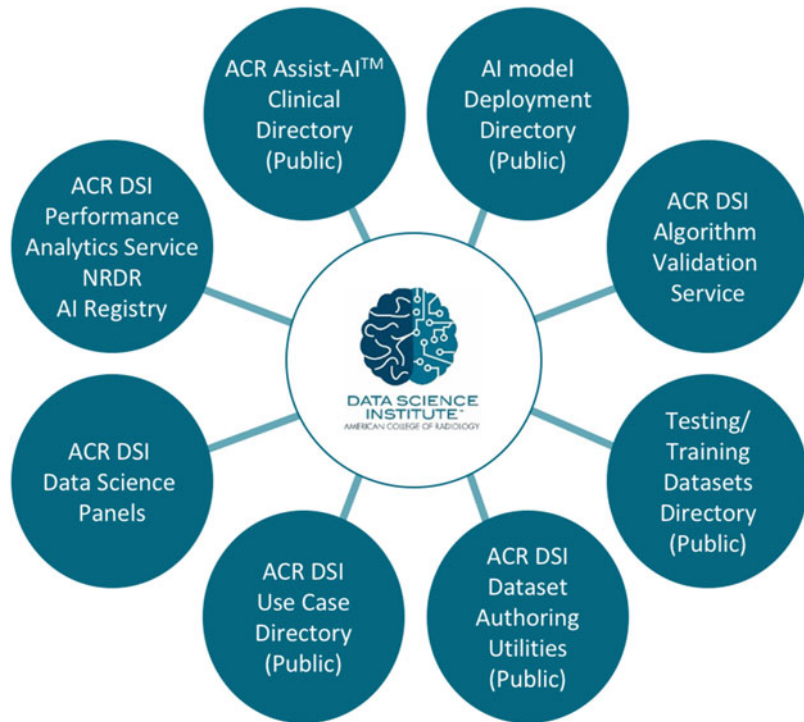 ACR Assist-AI™
Clinical
Directory
(Public)
AI model
Deployment
Directory
(Public)
ACR DSI
Algorithm
Validation
Service
Testing/
Training
Datasets
Directory
(Public)
ACR DSI
Dataset
Authoring
Utilities
(Public)
ACR DSI
Use Case
Directory
(Public)
ACR DSI
Data Science
Panels
ACR DSI
Performance
Analytics Service
NRDR
AI Registry
DATA SCIENCE
INSTITUTE™
AMERICAN COLLEGE OF RADIOLOGY